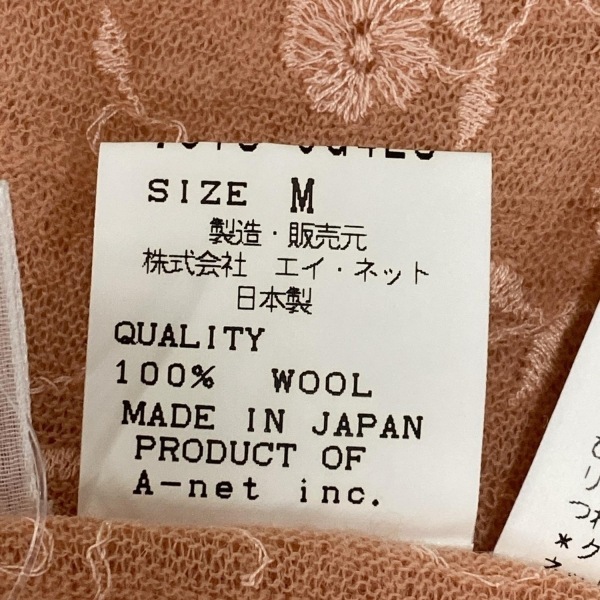 SIZE M
製造・販売元
株式会社 エイ・ネット
日本製
QUALITY
100% WOOL
MADE IN JAPAN
PRODUCT OF
A-net inc.